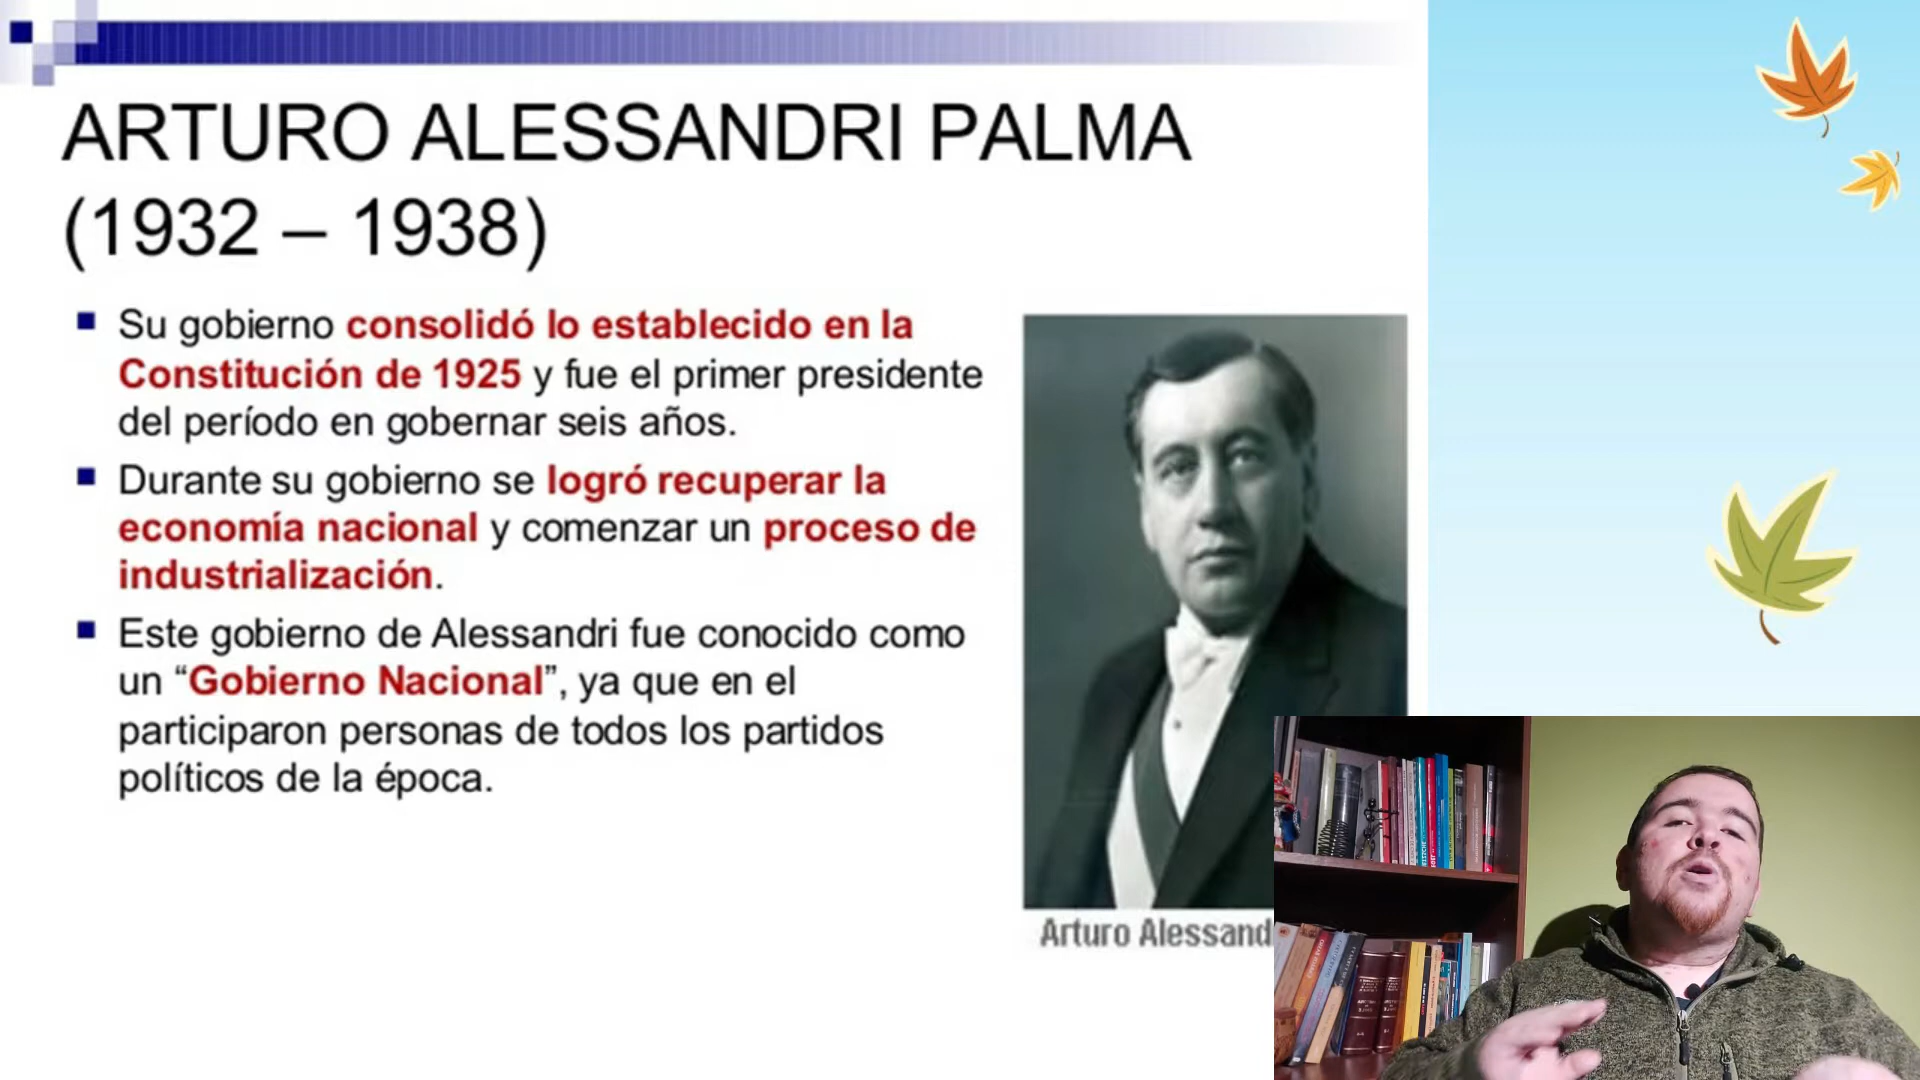 ARTURO ALESSANDRI PALMA
(1932 – 1938)
Su gobierno consolidó lo establecido en la
Constitución de 1925 y fue el primer presidente
del período en gobernar seis años.
Durante su gobierno se logró recuperar la
economía nacional y comenzar un proceso de
industrialización.
Este gobierno de Alessandri fue conocido como
un “Gobierno Nacional”, ya que en el
participaron personas de todos los partidos
políticos de la época.
Arturo Alessand